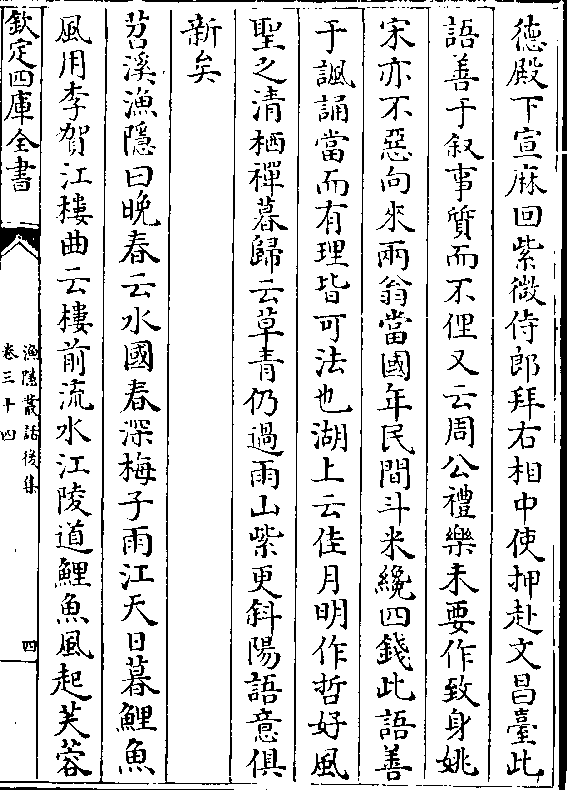 徳殿下宣麻回紫微侍郎拜右相中使押赴文昌臺此
語善于叙事質而不俚又云周公禮樂未要作致身姚
宋亦不惡向來兩翁當國年民間斗米纔四錢此語善
于諷誦當而有理皆可法也湖上云佳月明作哲好風
聖之清栖禪暮歸云草青仍過雨山紫更斜陽語意俱
新矣
苕溪漁隱曰晚春云水國春深梅子雨江天日暮鯉魚
風用李賀江樓曲云樓前流水江陵道鯉魚風起芙蓉
欽定四庫全書
漁隱叢話後集
卷三十四
四